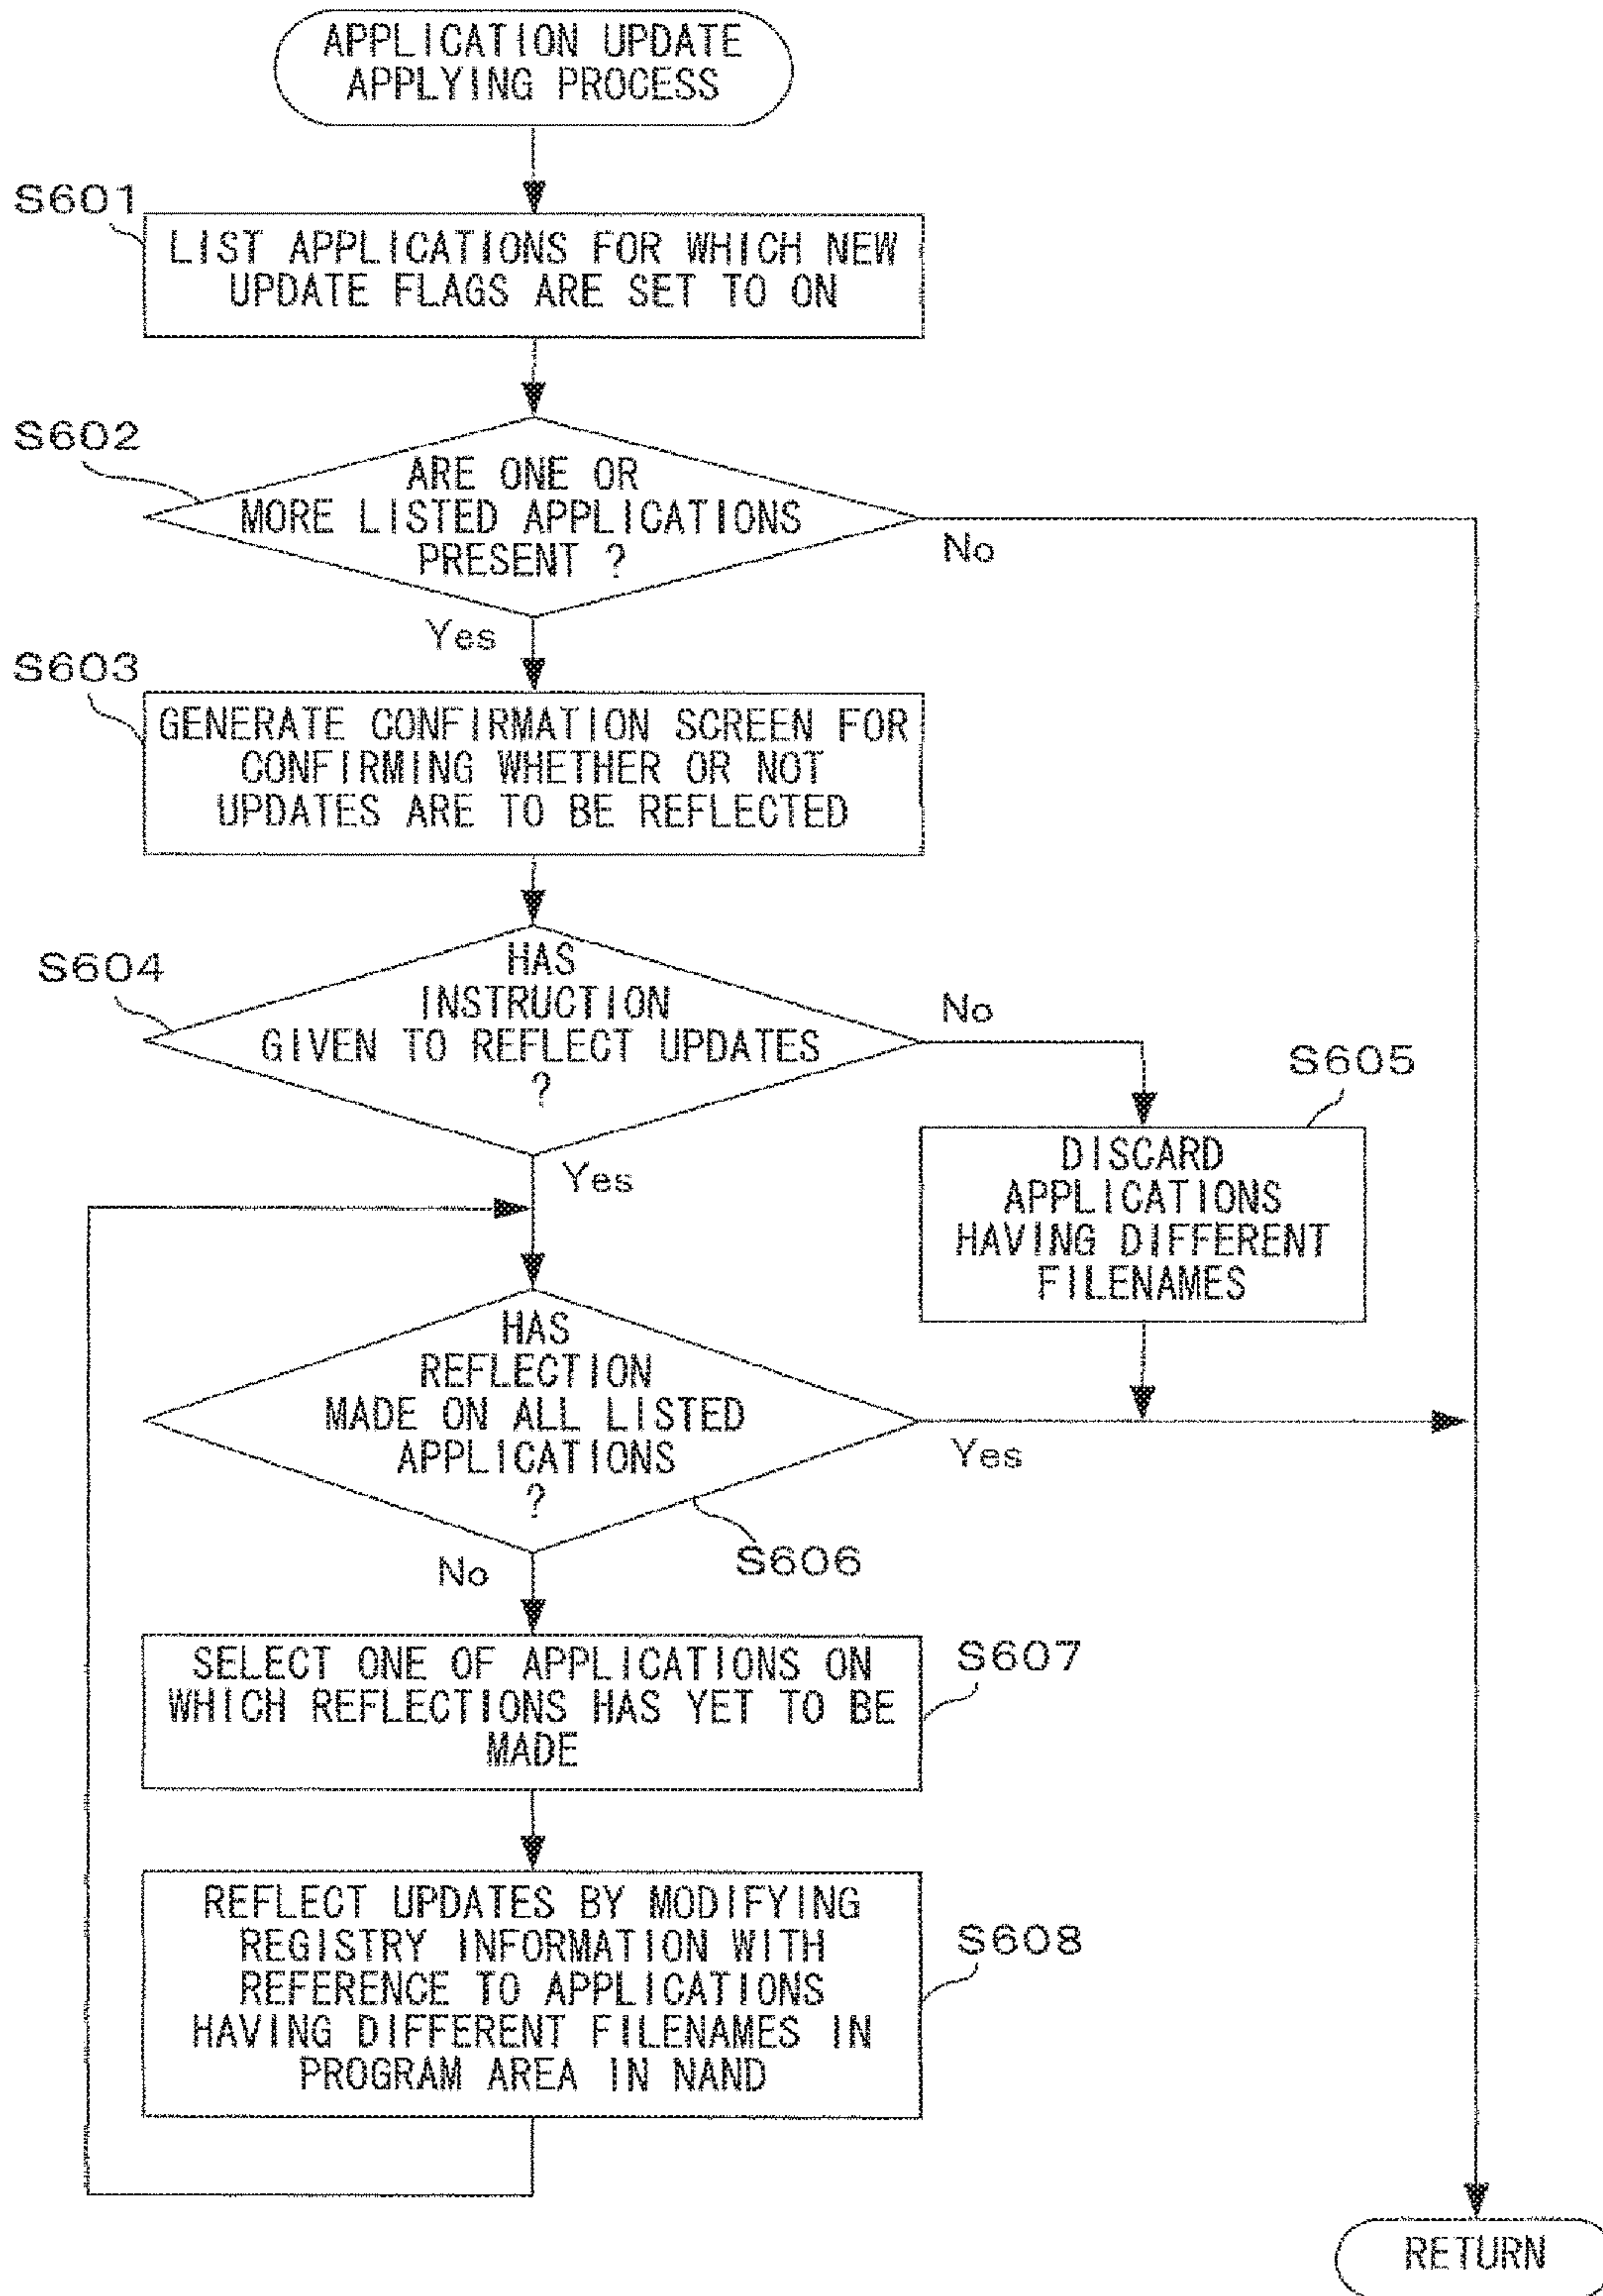 APPLICATION UPDATE
APPLYING PROCESS
S601
LIST APPLICATIONS FOR WHICH NEW
UPDATE FLAGS ARE SET TO ON
S602
ARE ONE OR
MORE LISTED APPLICATIONS
PRESENT ?
No
Yes
S603
GENERATE CONFIRMATION SCREEN FOR
CONFIRMING WHETHER OR NOT
UPDATES ARE TO BE REFLECTED
S604
HAS
INSTRUCTION
GIVEN TO REFLECT UPDATES
?
No
Yes
S605
DISCARD
APPLICATIONS
HAVING DIFFERENT
FILENAMES
HAS
REFLECTION
MADE ON ALL LISTED
APPLICATIONS
?
Yes
S606
No
SELECT ONE OF APPLICATIONS ON
WHICH REFLECTIONS HAS YET TO BE
MADE
S607
REFLECT UPDATES BY MODIFYING
REGISTRY INFORMATION WITH
REFERENCE TO APPLICATIONS
HAVING DIFFERENT FILENAMES IN
PROGRAM AREA IN NAND
S608
RETURN